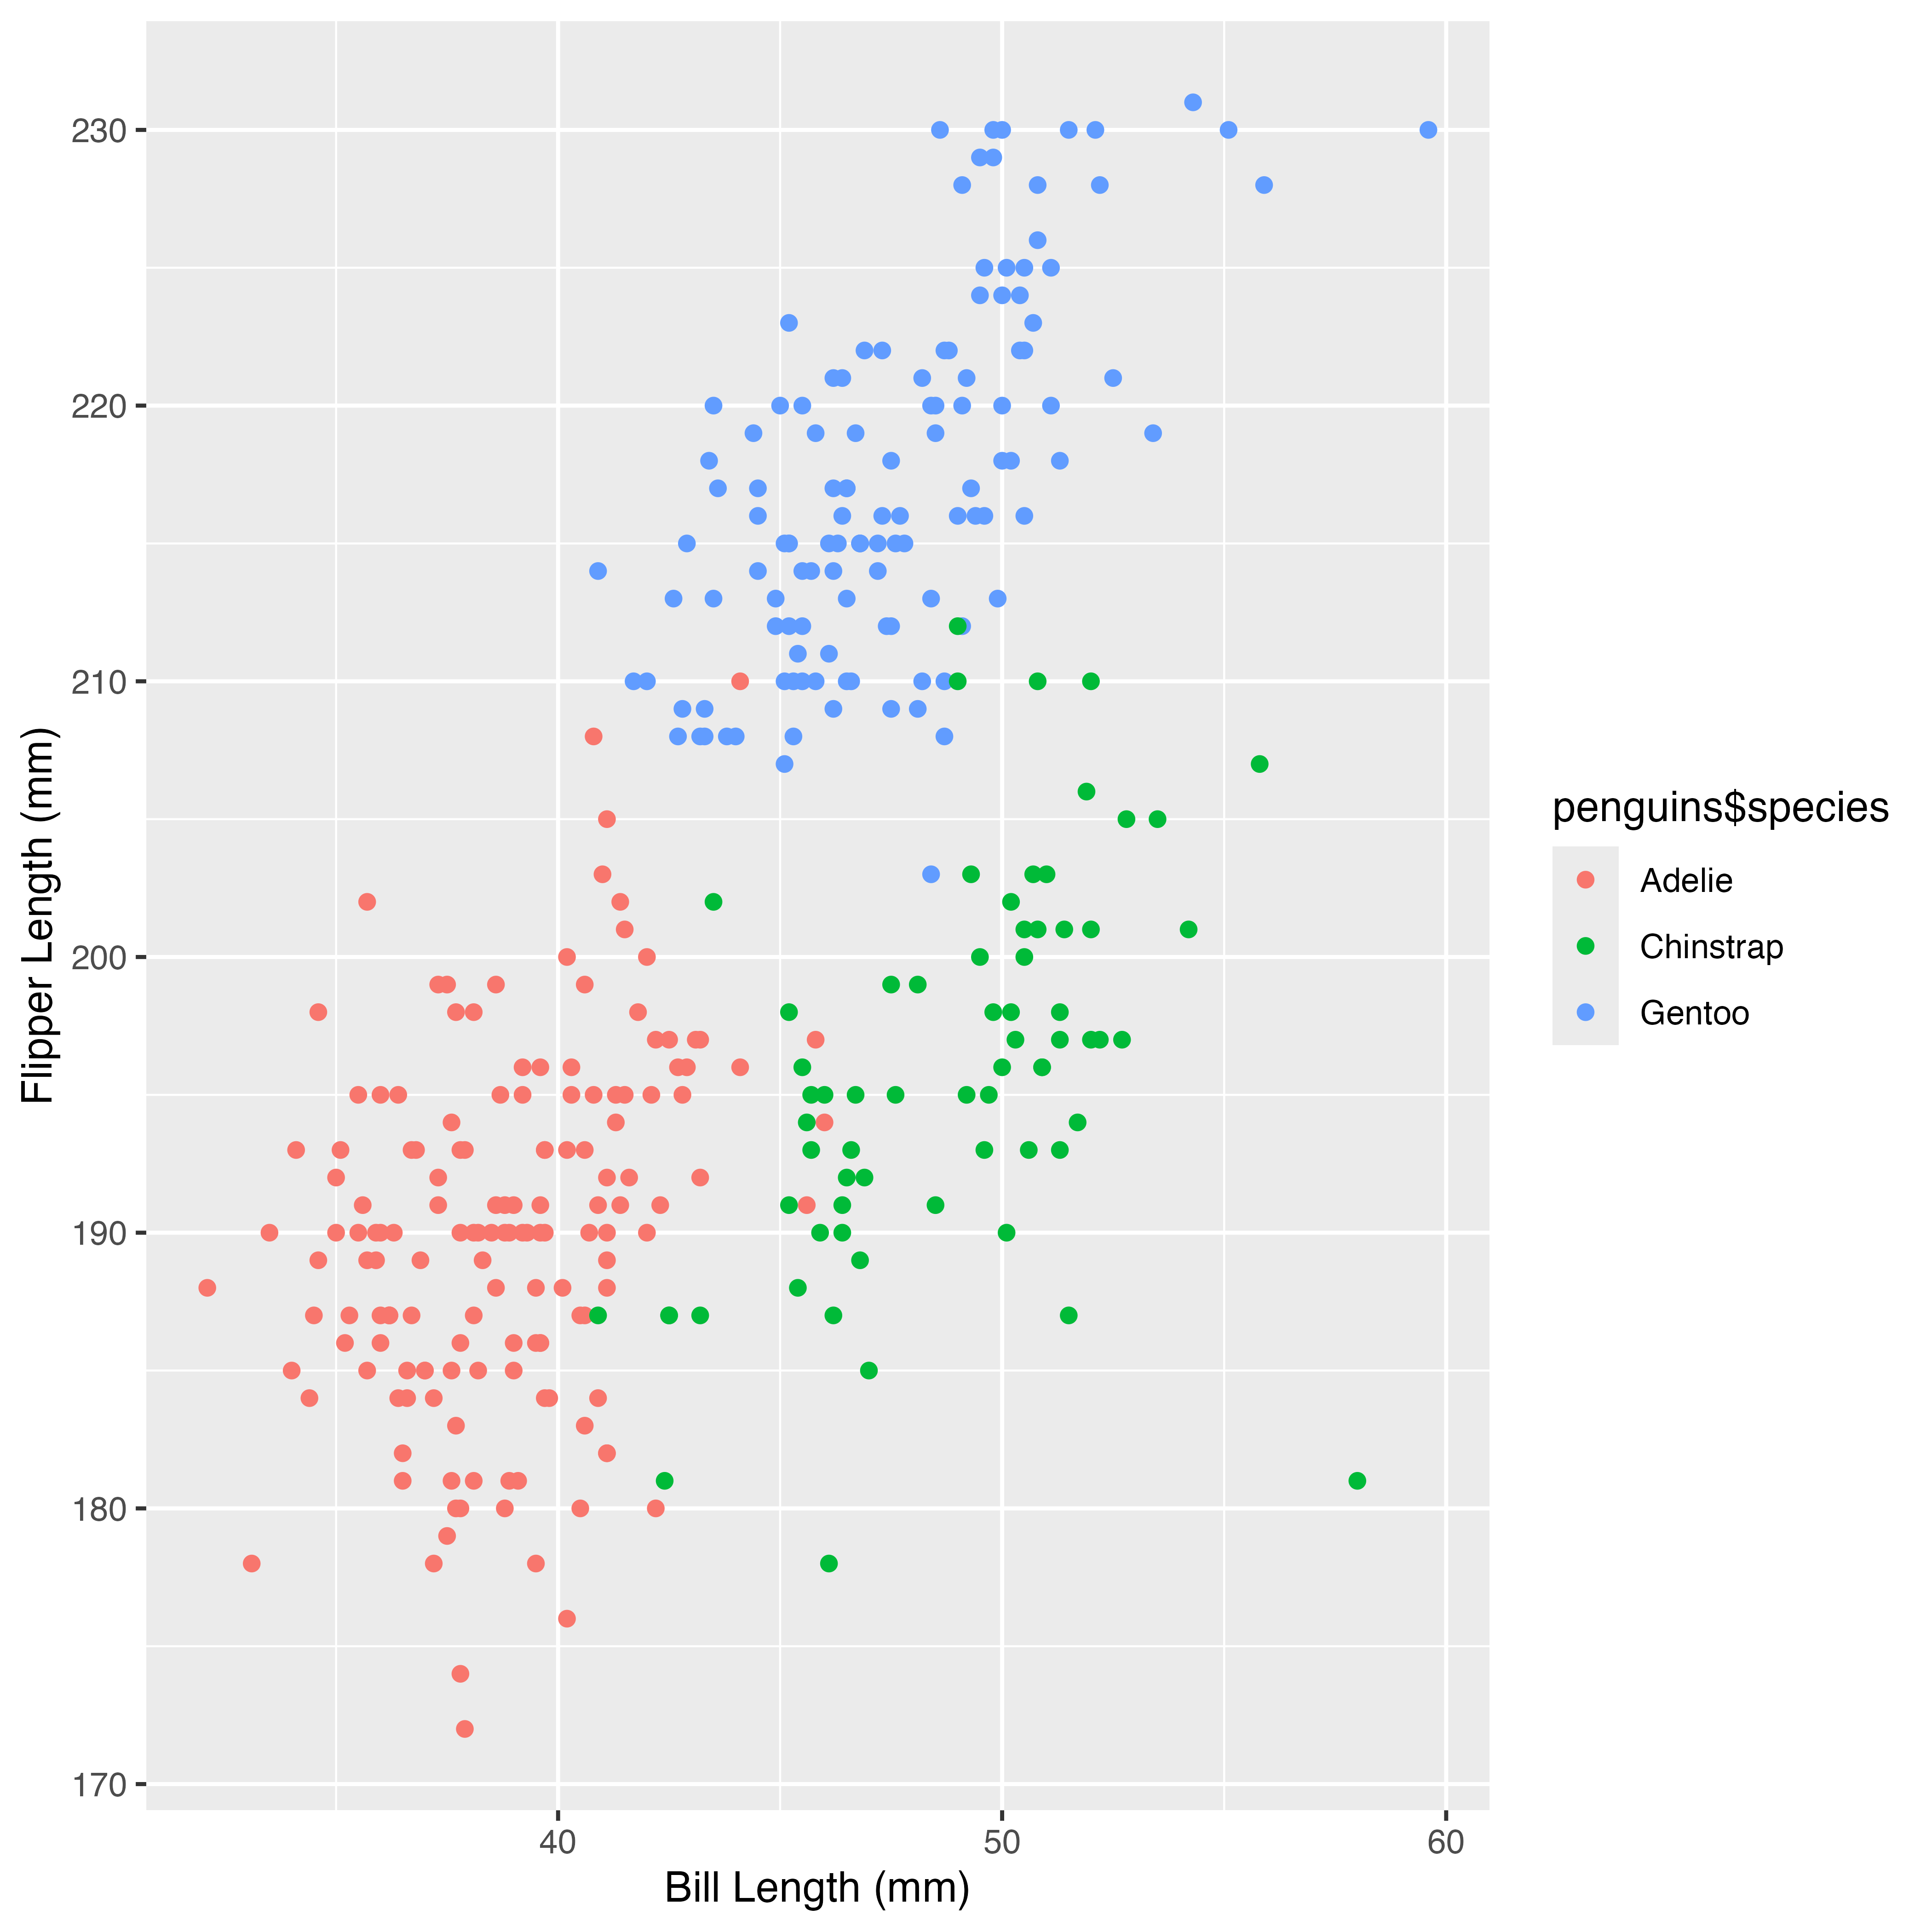 230
220
210
200
190
180
170
40 50 60
Bill Length (mm)
Flipper Length (mm)
penguins$species
Adelie
Chinstrap
Gentoo